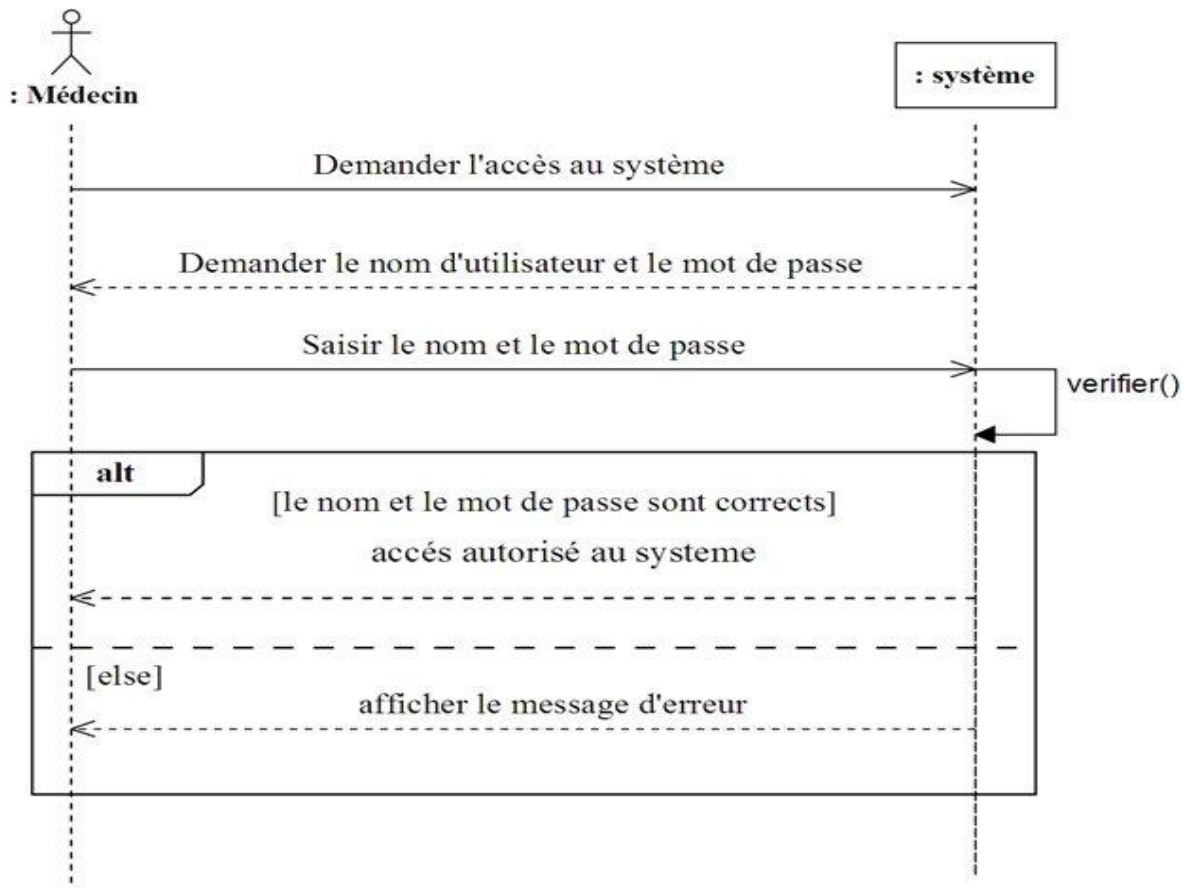 : Médecin
: système
Demander l'accès au système
Demander le nom d'utilisateur et le mot de passe
Saisir le nom et le mot de passe
verifier()
alt
[le nom et le mot de passe sont corrects]
accés autorisé au systeme
[else]
afficher le message d'erreur